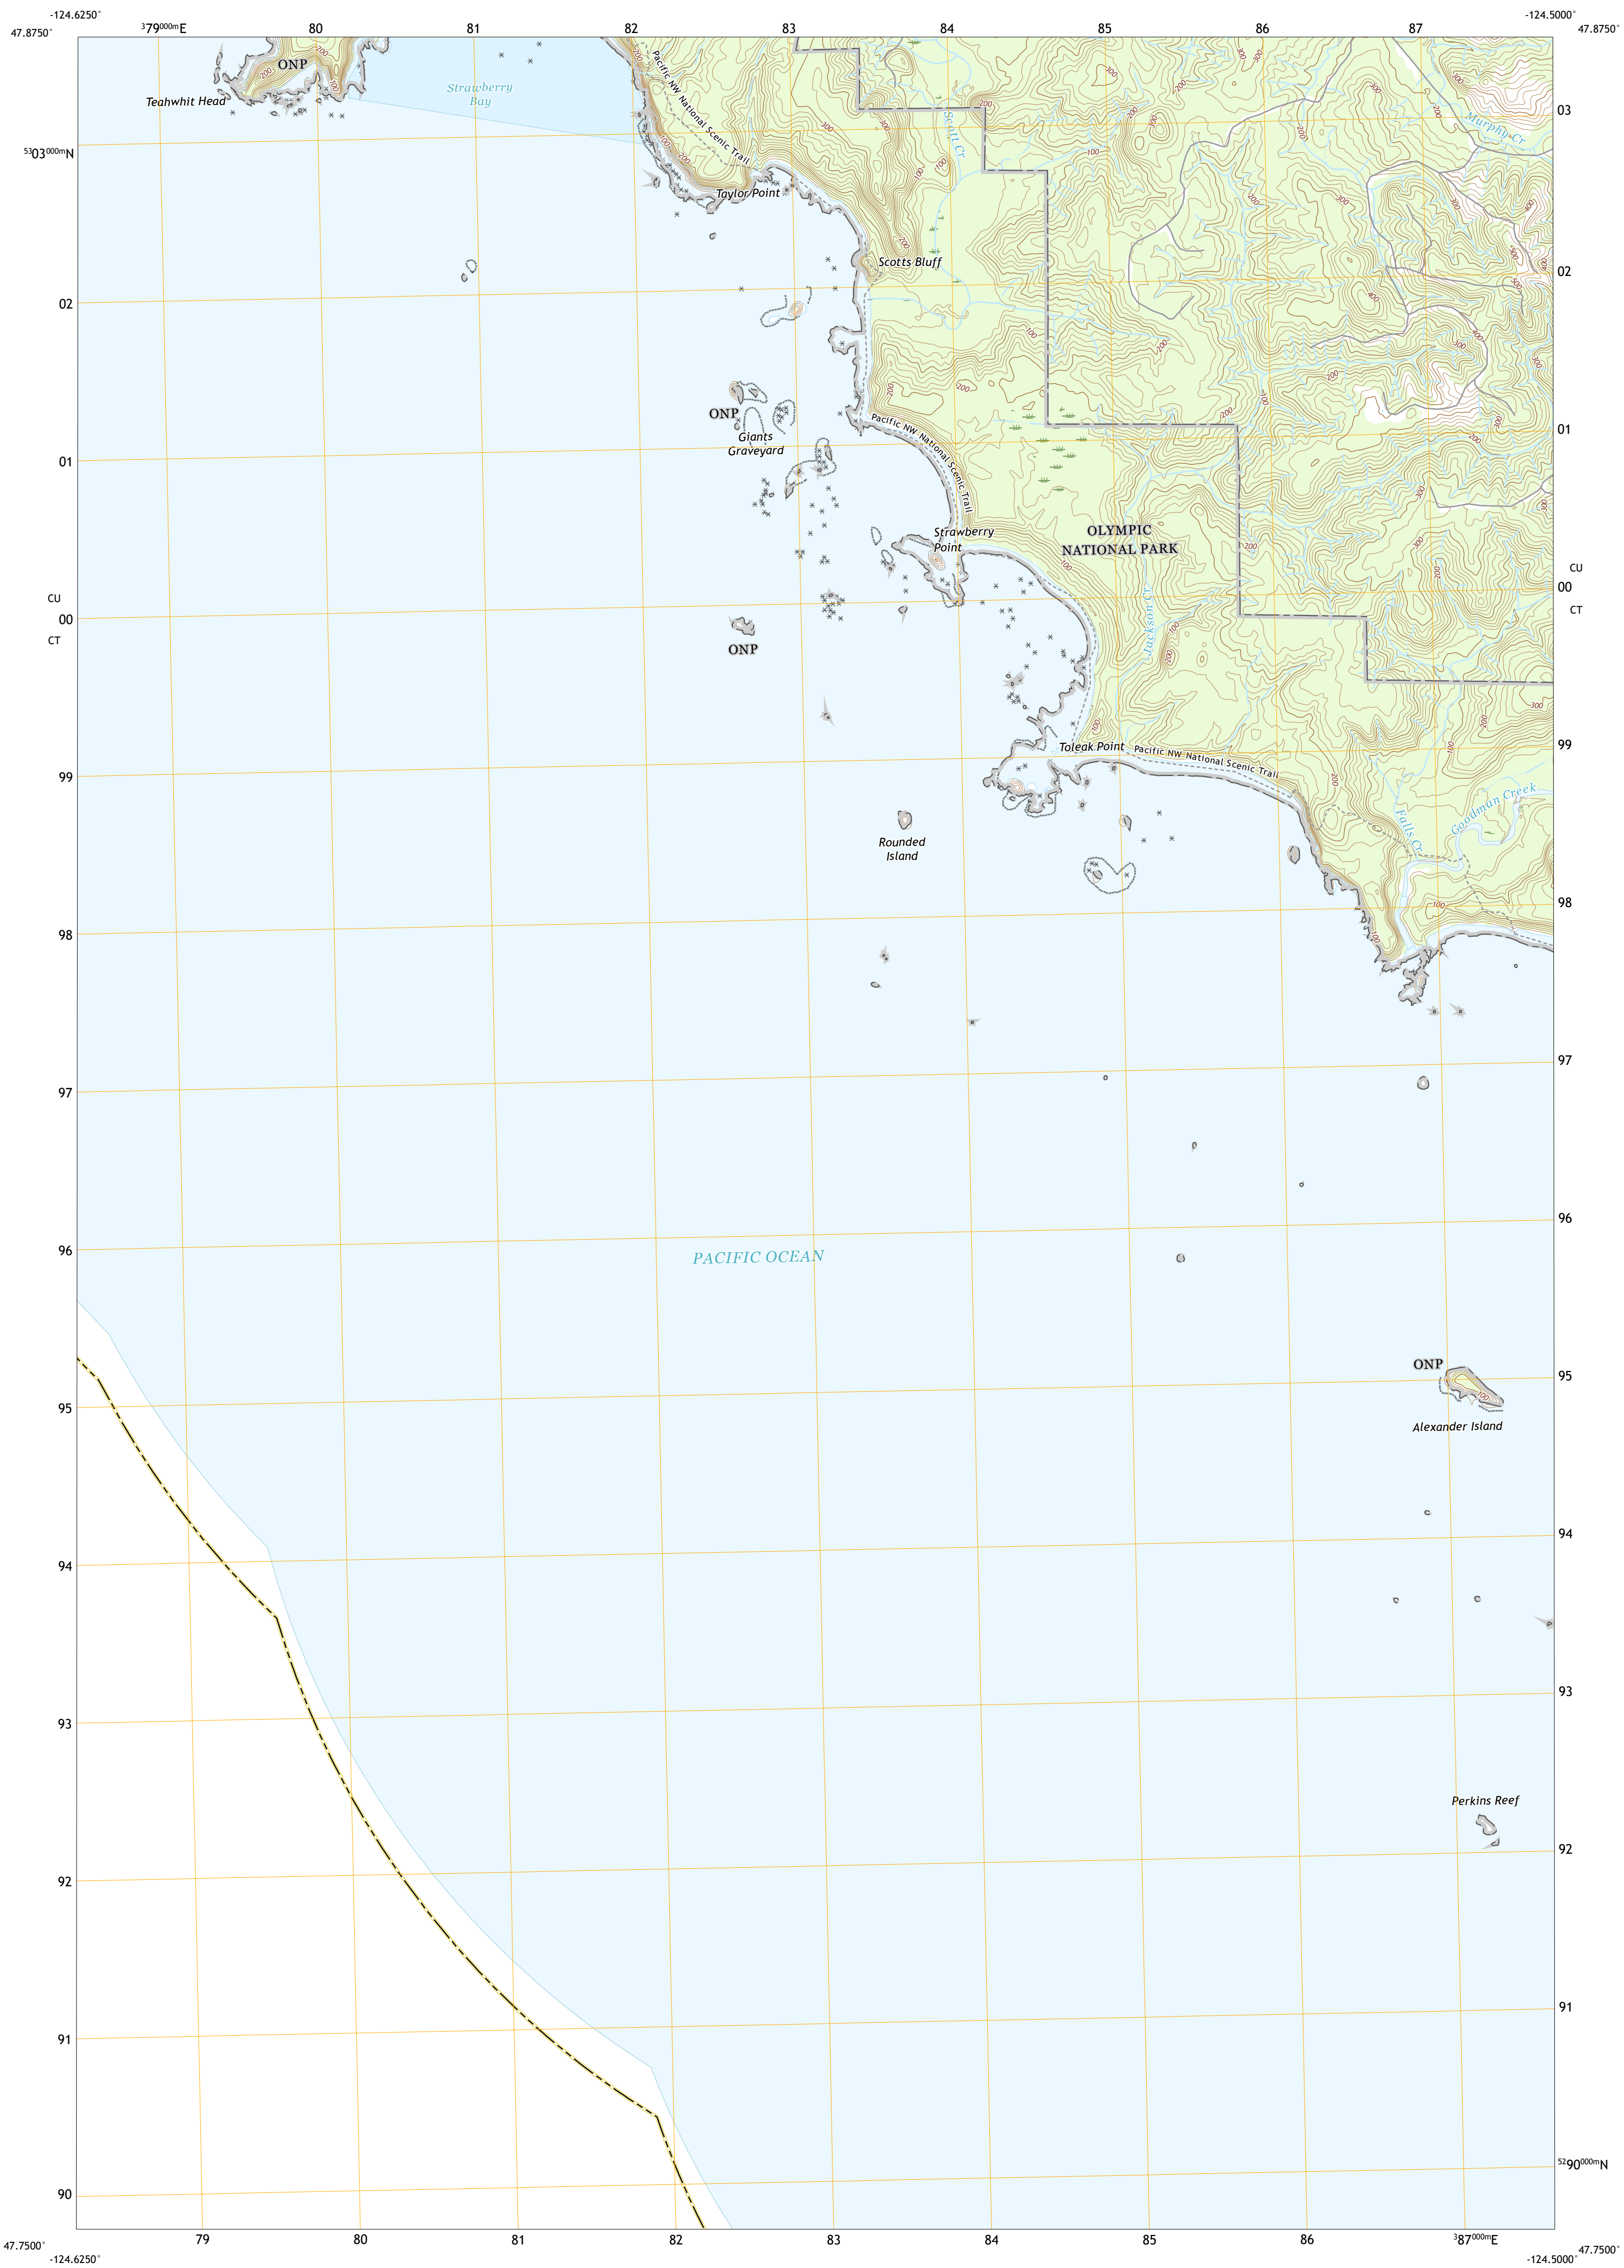 -124.6250°
-124.5000°
47.8750°
³79⁰⁰⁰ᵐE
80
81
82
83
84
85
86
87
47.8750°
ONP
Teahwhit Head
Strawberry
Bay
Pacific NW National Scenic Trail
Taylor Point
Scott Cr
Murphy Cr
03
⁵³03⁰⁰⁰ᵐN
Scotts Bluff
02
02
ONP
Giants
Graveyard
Pacific NW National Scenic Trail
01
01
Strawberry
Point
OLYMPIC
NATIONAL PARK
Jackson Cr
CU
00
CT
CU
00
CT
ONP
Toleak Point
Pacific NW National Scenic Trail
99
99
Rounded
Island
Falls Cr
Goodman Creek
98
98
97
97
96
96
PACIFIC OCEAN
95
95
ONP
Alexander Island
94
94
93
93
Perkins Reef
92
92
91
91
90
⁵²90⁰⁰⁰ᵐN
79
80
81
82
83
84
85
86
³87⁰⁰⁰ᵐE
47.7500°
47.7500°
-124.6250°
-124.5000°